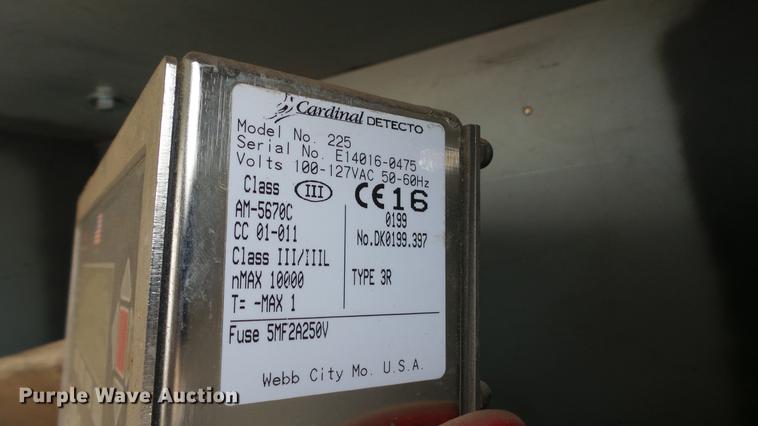 Cardinal DETECTO
Model No. 225
Serial No. E14016-0475
Volts 100-127VAC 50-60Hz
Class III
AM-5670C
CC 01-011
Class III/IIIL
nMAX 10000
T= -MAX 1
CE 16
0199
No.DK0199.397
TYPE 3R
Fuse 5MF2A250V
Webb City Mo. U.S.A.
Purple Wave Auction